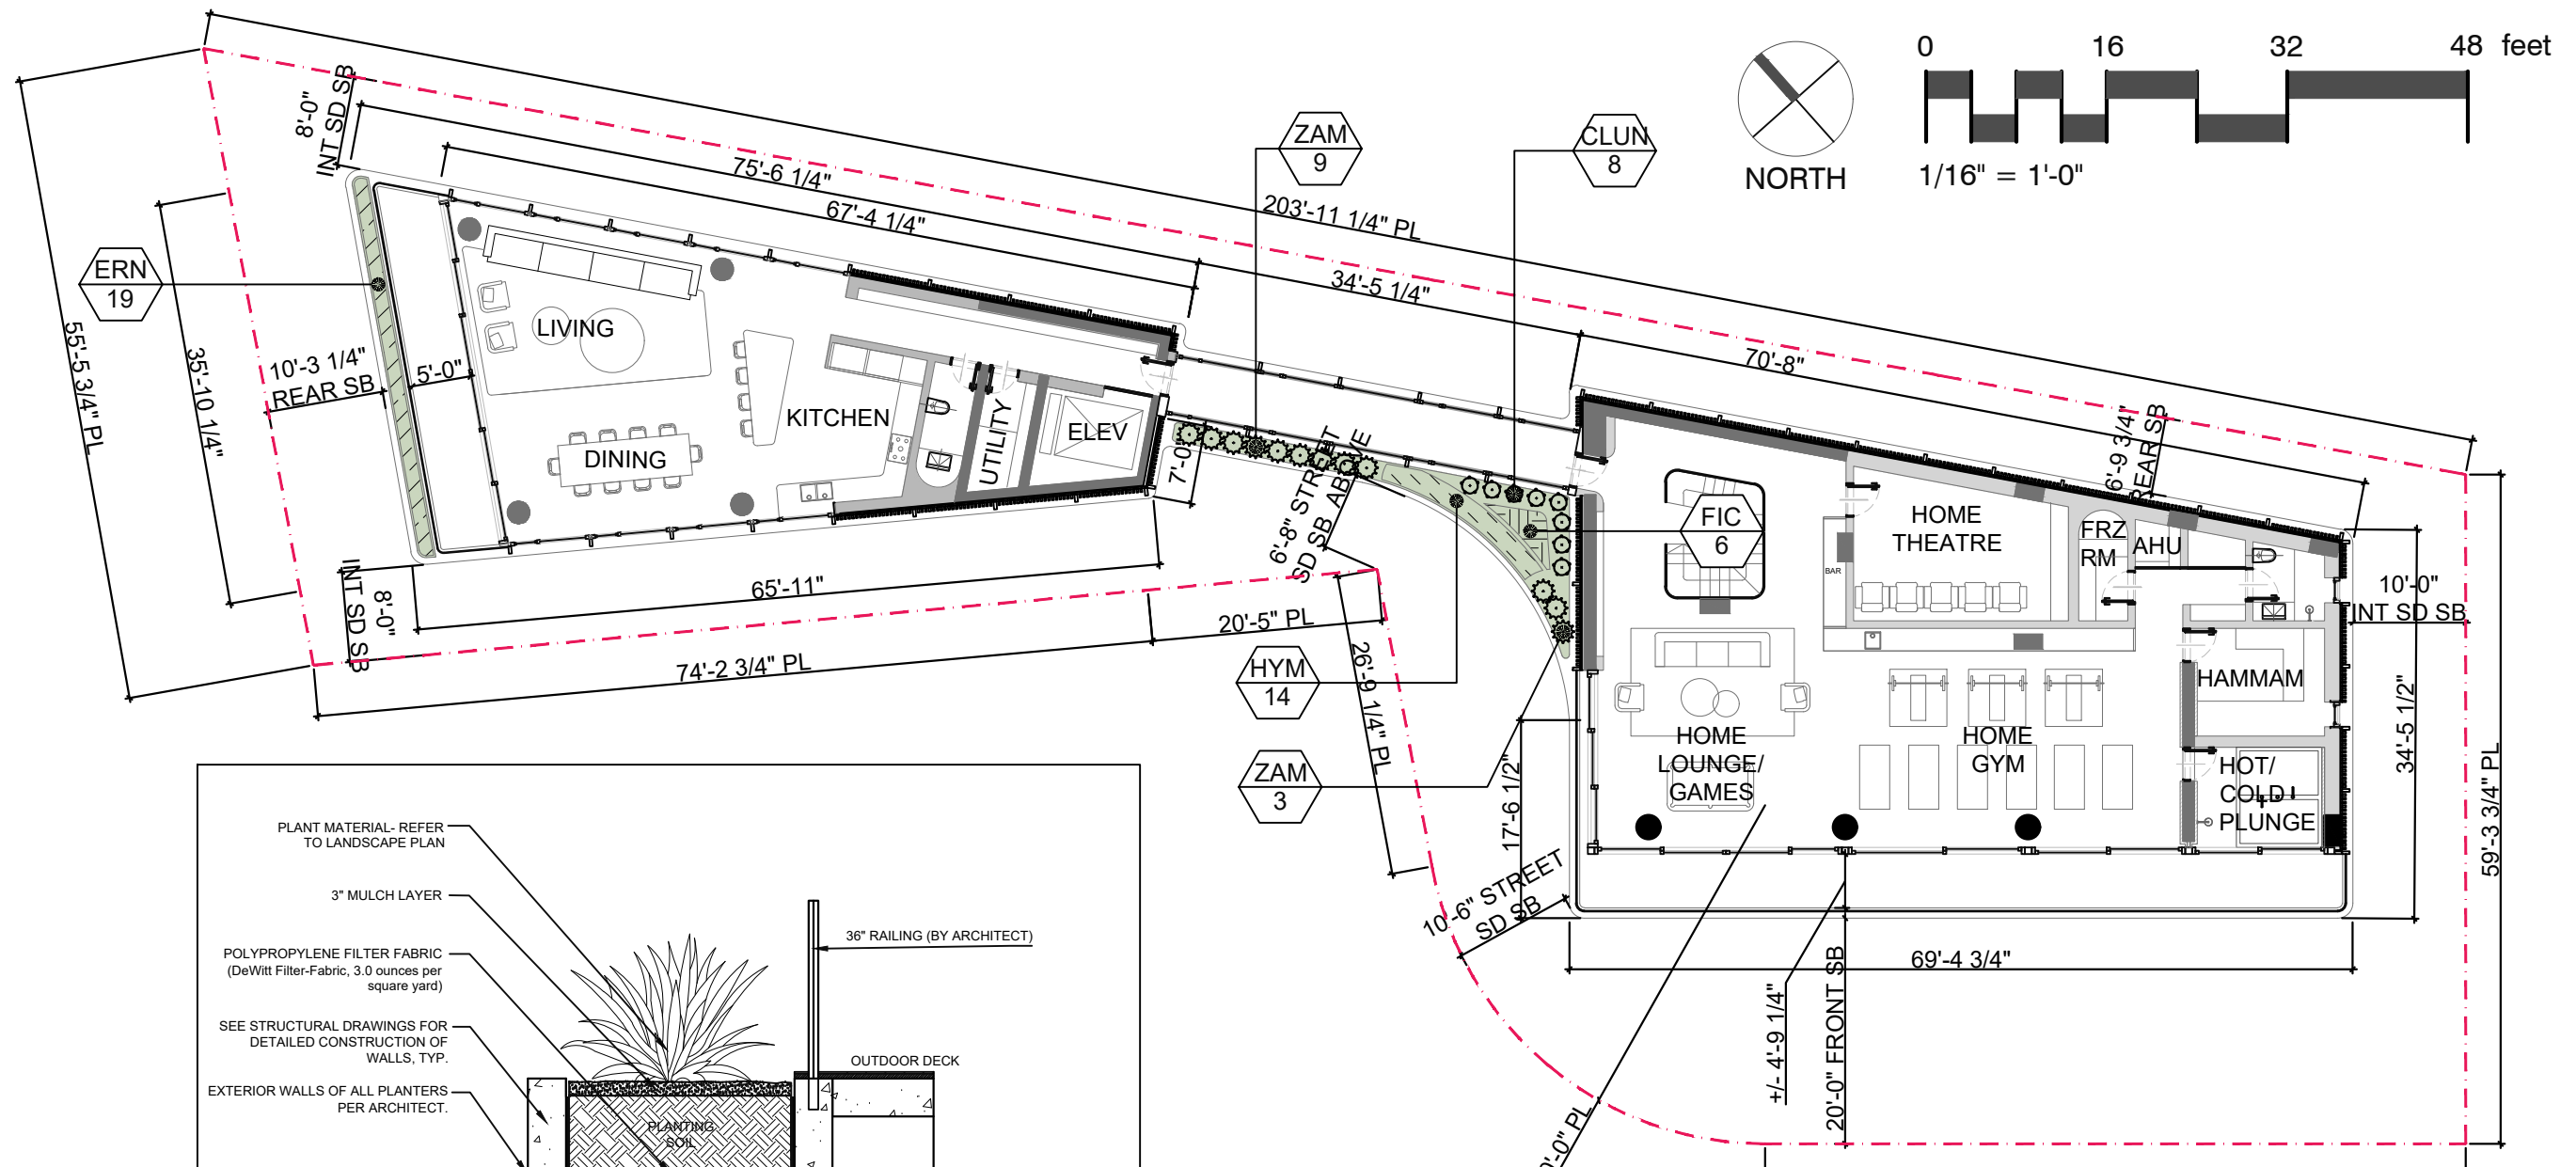 0 16 32 48 feet
1/16" = 1'-0"
NORTH
8'-0"
INT SD SB
ZAM
9
CLUN
8
75'-6 1/4"
67'-4 1/4"
203'-11 1/4" PL
34'-5 1/4"
70'-8"
ERN
19
55'-5 3/4" PL
35'-10 1/4"
10'-3 1/4"
REAR SB
5'-0"
LIVING
DINING
KITCHEN
UTILITY
ELEV
7'-0"
6'-8" STREET
SD SB ABOVE
FIC
6
HOME
THEATRE
BAR
FRZ
RM
AHU
6'-9 3/4"
REAR SB
10'-0"
INT SD SB
HAMMAM
HOT/
COLD
PLUNGE
34'-5 1/2"
59'-3 3/4" PL
INT SD SB
8'-0"
65'-11"
20'-5" PL
74'-2 3/4" PL
26'-9 1/4" PL
HYM
14
ZAM
3
17'-6 1/2"
HOME
LOUNGE/
GAMES
HOME
GYM
10'-6" STREET
SD SB
69'-4 3/4"
+/- 4'-9 1/4"
20'-0" FRONT SB
0'-0" PL
PLANT MATERIAL- REFER
TO LANDSCAPE PLAN
3" MULCH LAYER
POLYPROPYLENE FILTER FABRIC
(DeWitt Filter-Fabric, 3.0 ounces per
square yard)
SEE STRUCTURAL DRAWINGS FOR
DETAILED CONSTRUCTION OF
WALLS, TYP.
EXTERIOR WALLS OF ALL PLANTERS
PER ARCHITECT.
36" RAILING (BY ARCHITECT)
OUTDOOR DECK
PLANTING
SOIL